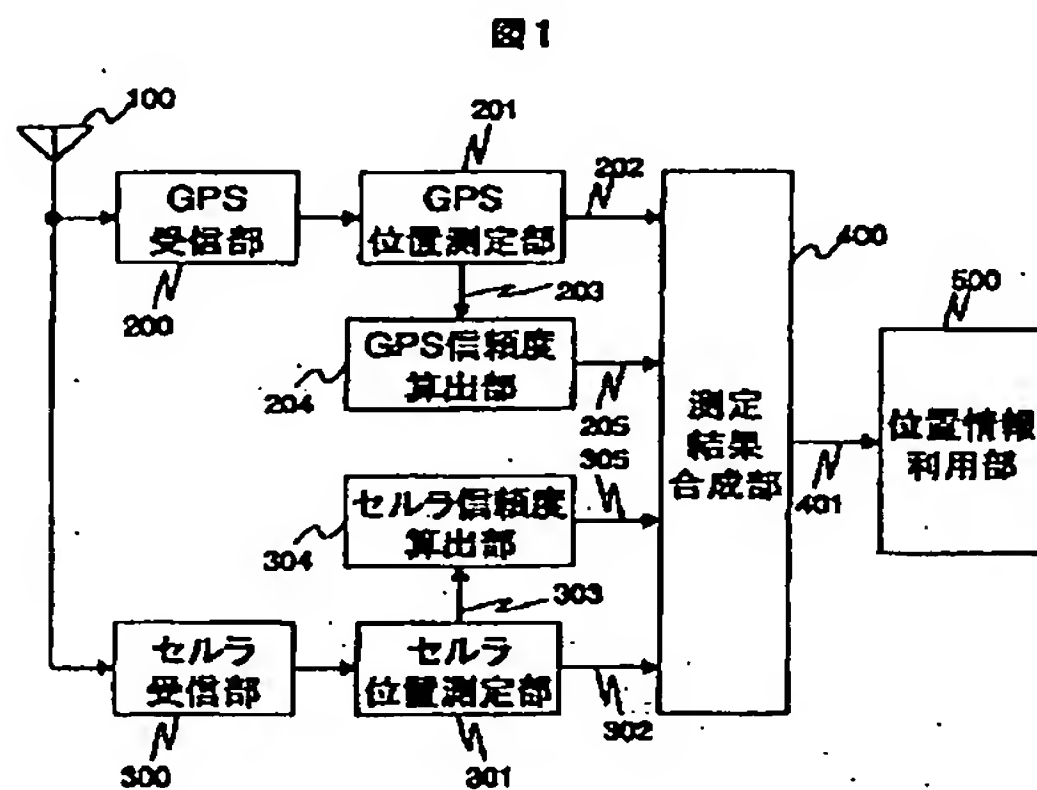 図1
100
201
202
GPS
受信部
GPS
位置測定部
400
200
203
500
GPS信頼度
算出部
204
205
測定
結果
合成部
位置情報
利用部
305
401
セルラ信頼度
算出部
304
303
セルラ
受信部
セルラ
位置測定部
302
300
301